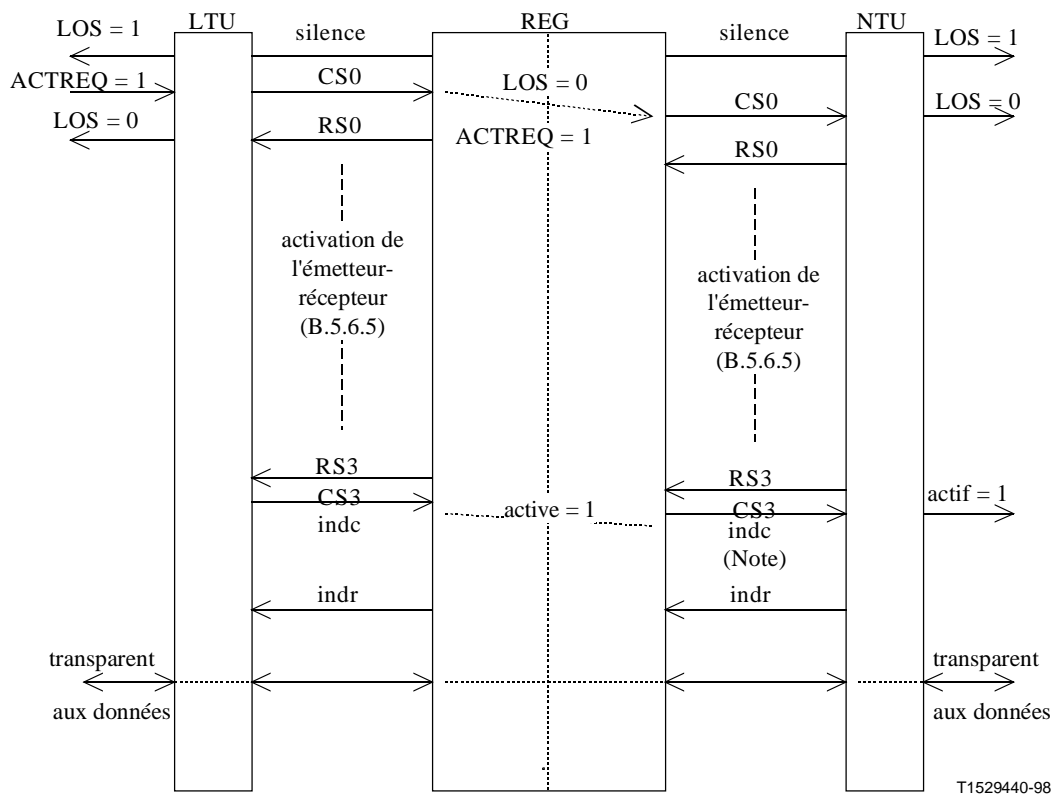 LTU REG NTU
LOS = 1 silence silence LOS = 1
ACTREQ = 1 CS0 LOS = 0 CS0 LOS = 0
LOS = 0 RS0 ACTREQ = 1 RS0
activation de
l'émetteur-
récepteur
(B.5.6.5)
activation de
l'émetteur-
récepteur
(B.5.6.5)
RS3 RS3
CS3 active = 1 CS3 actif = 1
indc indc
(Note)
indr indr
transparent transparent
aux données aux données
T1529440-98